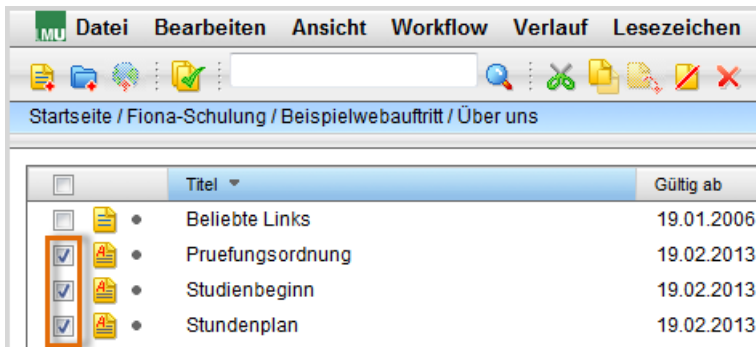 LMU Datei Bearbeiten Ansicht Workflow Verlauf Lesezeichen
Startseite / Fiona-Schulung / Beispielwebauftritt / Über uns
Titel Gültig ab
Beliebte Links 19.01.2006
Pruefungsordnung 19.02.2013
Studienbeginn 19.02.2013
Stundenplan 19.02.2013